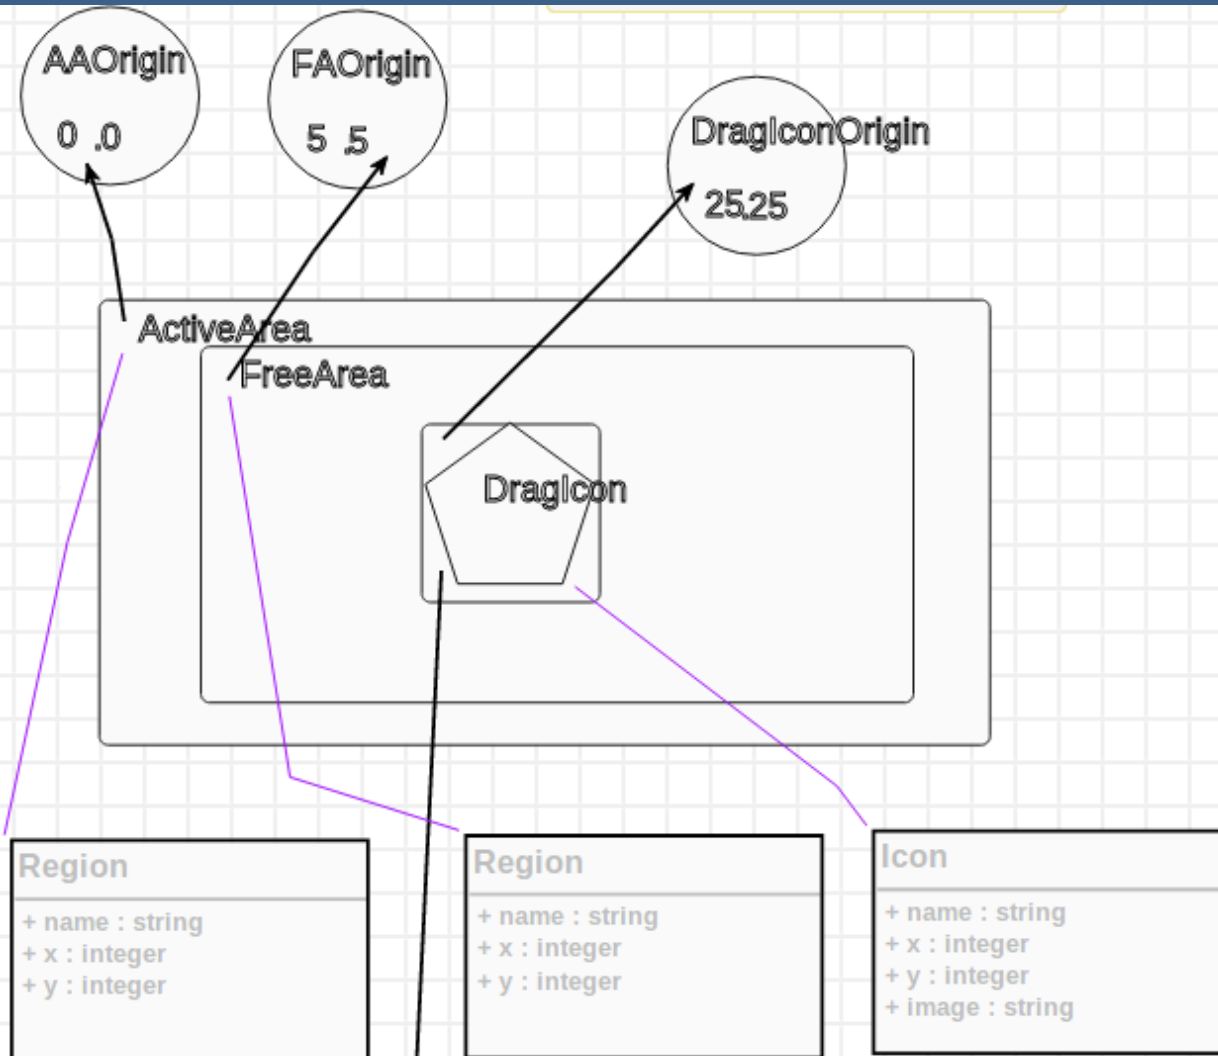 AAOrigin
0 .0
FAOrigin
5 .5
DragIconOrigin
25.25
ActiveArea
FreeArea
DragIcon
Region
+ name : string
+ x : integer
+ y : integer
Region
+ name : string
+ x : integer
+ y : integer
Icon
+ name : string
+ x : integer
+ y : integer
+ image : string